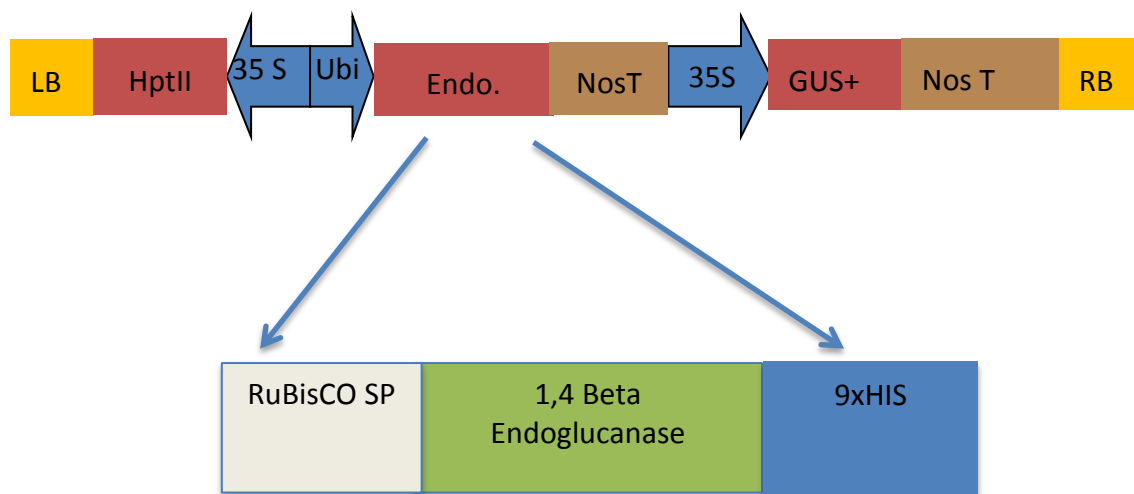 LB
HptII
35 S
Ubi
Endo.
NosT
35S
GUS+
Nos T
RB
RuBisCO SP
1,4 Beta
Endoglucanase
9xHIS